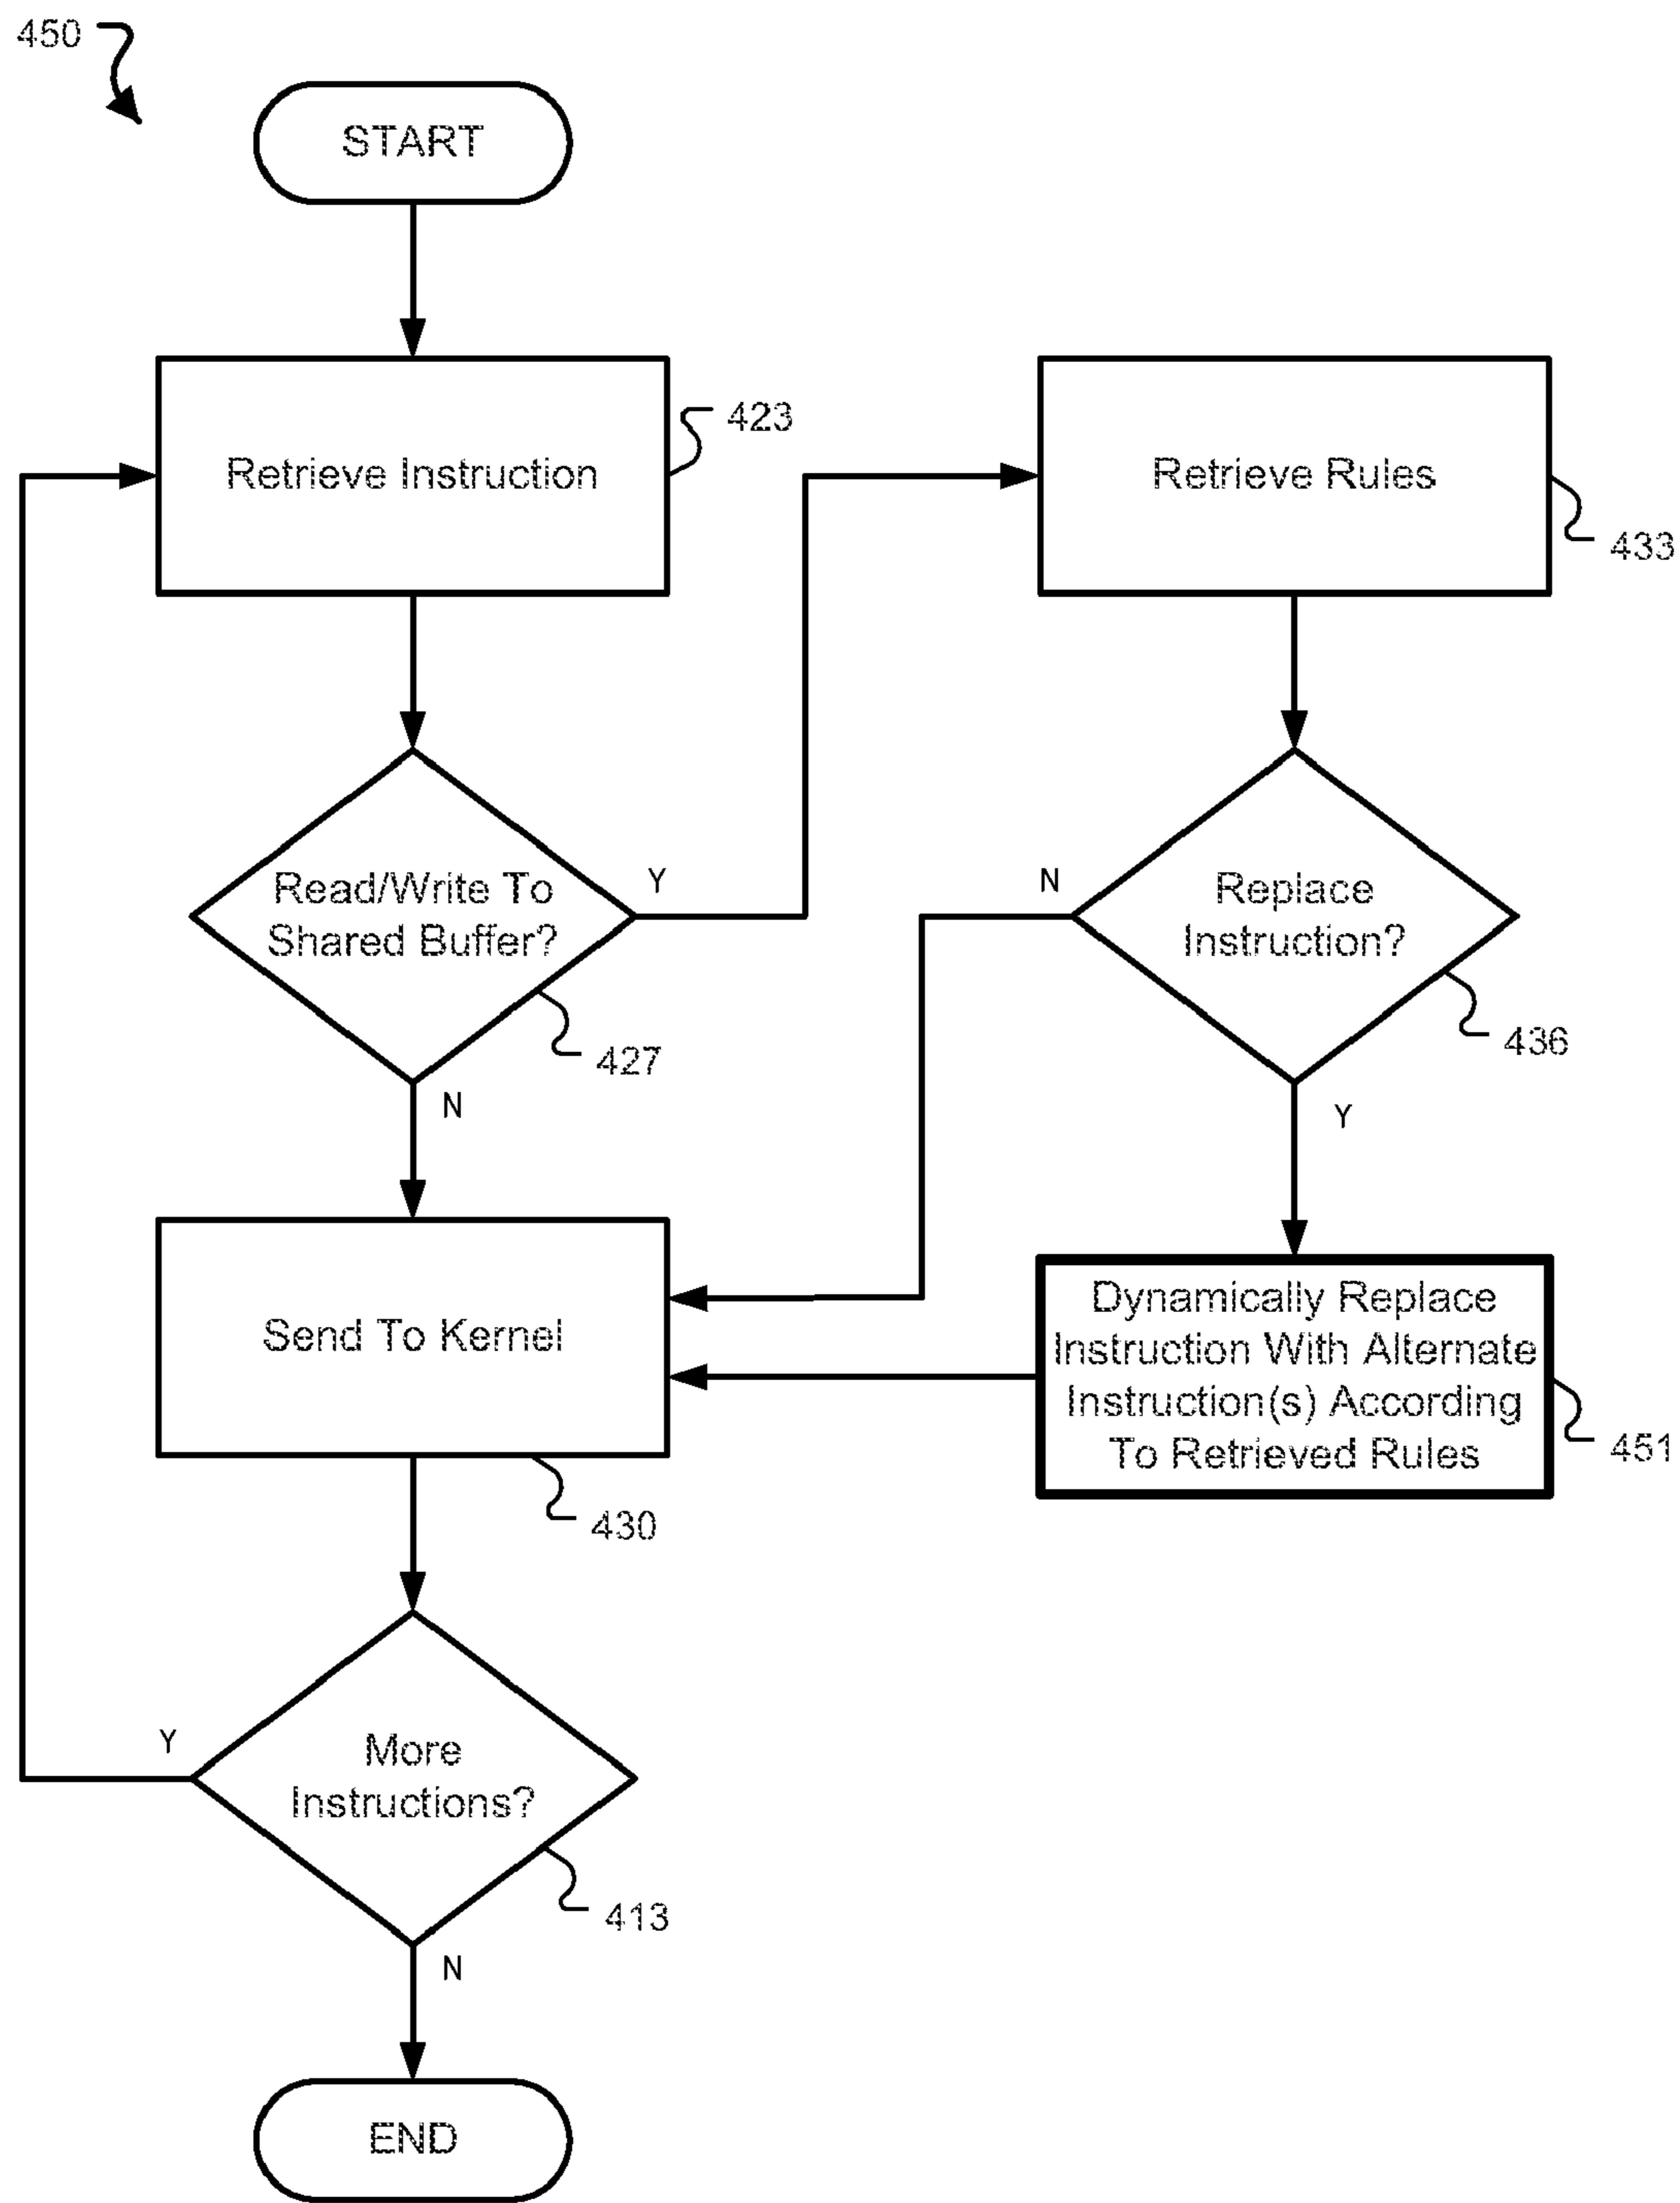 450
START
Retrieve Instruction
423
Retrieve Rules
433
Read/Write To
Shared Buffer?
Y
427
N
N
Replace
Instruction?
436
Y
Send To Kernel
430
Dynamically Replace
Instruction With Alternate
Instruction(s) According
To Retrieved Rules
451
Y
More
Instructions?
413
N
END